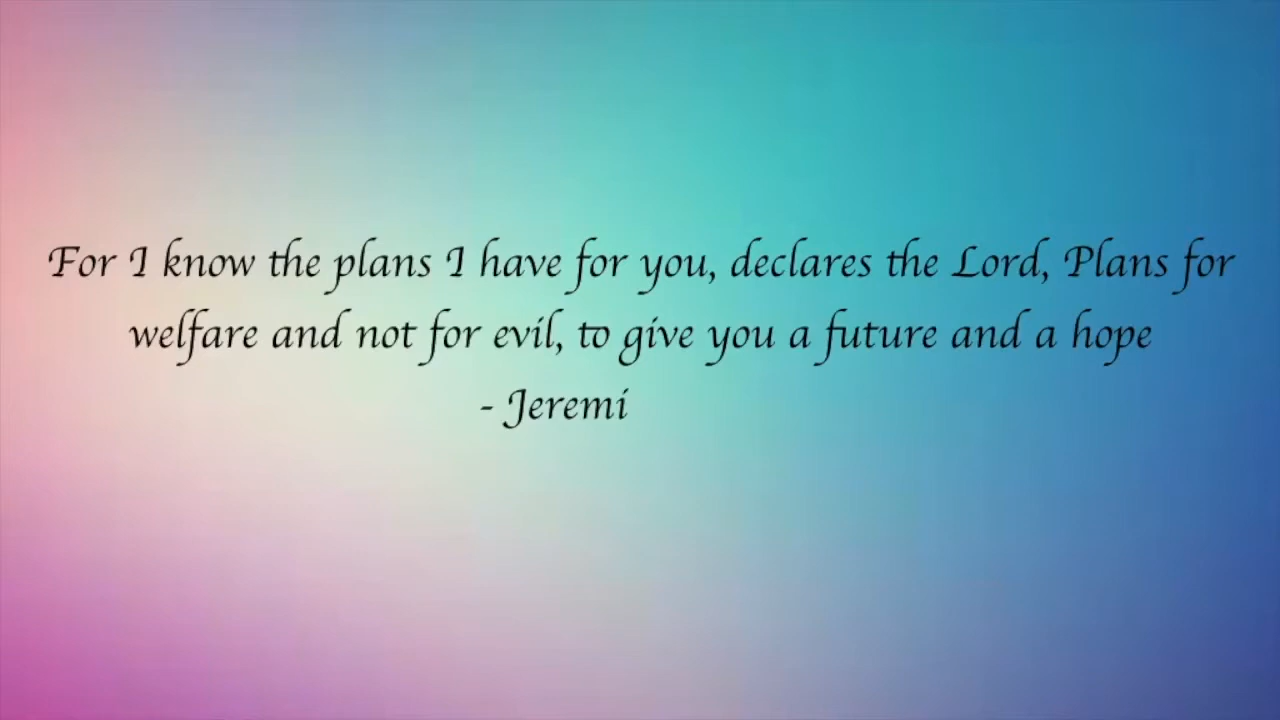 For I know the plans I have for you, declares the Lord, Plans for
welfare and not for evil, to give you a future and a hope
- Jeremi